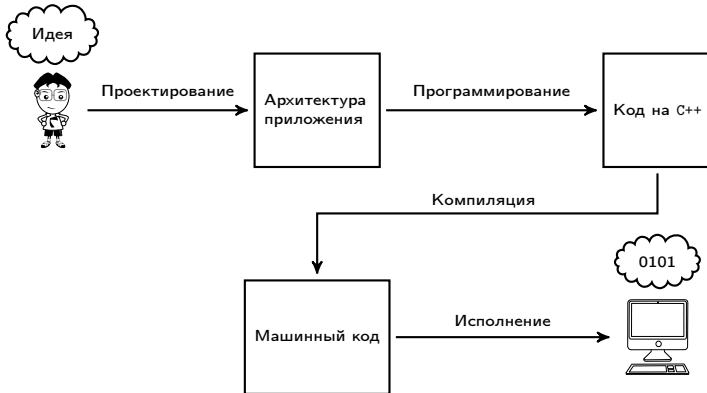 Идея
Проектирование
Архитектура
приложения
Программирование
Код на C++
Компиляция
0101
Машинный код
Исполнение